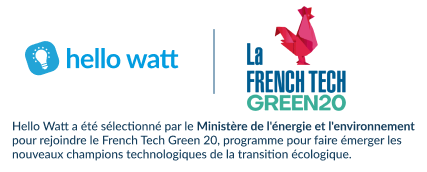 hello watt
La
FRENCH TECH
GREEN20
Hello Watt a été sélectionné par le Ministère de l'énergie et l'environnement
pour rejoindre le French Tech Green 20, programme pour faire émerger les
nouveaux champions technologiques de la transition écologique.